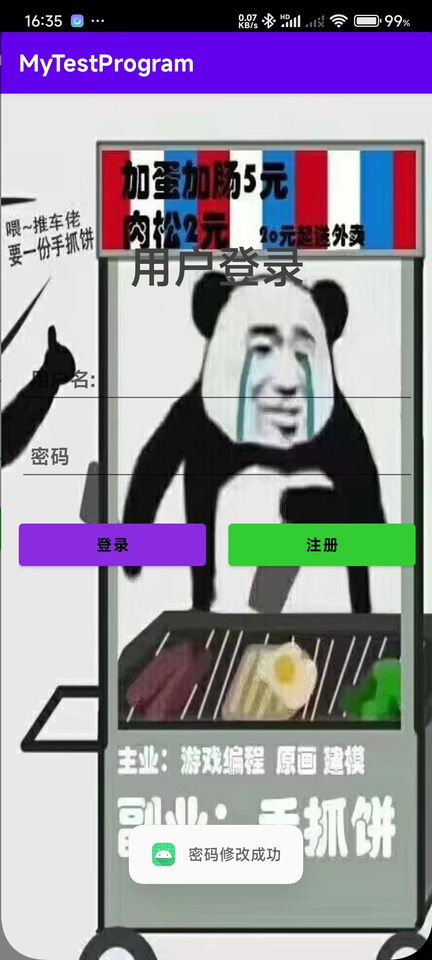 16:35
0.07
KB/s
HD
99%
MyTestProgram
加蛋加肠5元
肉松2元 20元起送外卖
喂~推车佬
要一份手抓饼
用户登录
用户名:
密码
登录 注册
主业：游戏编程 原画 建模
副业：手抓饼
密码修改成功